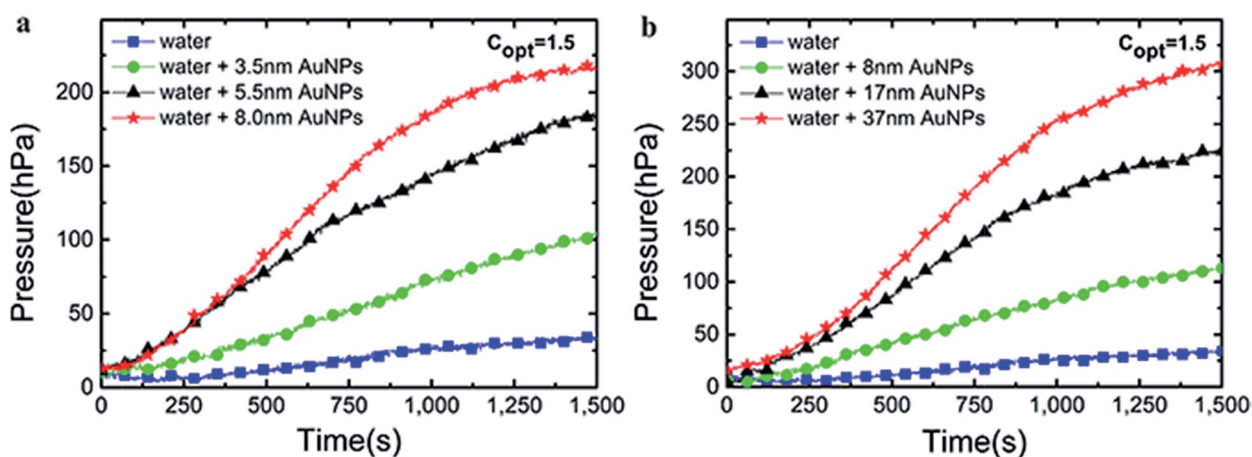 a
water
water + 3.5nm AuNPs
water + 5.5nm AuNPs
water + 8.0nm AuNPs
Copt=1.5
Pressure(hPa)
200
150
100
50
0
0 250 500 750 1,000 1,250 1,500
Time(s)
b
water
water + 8nm AuNPs
water + 17nm AuNPs
water + 37nm AuNPs
Copt=1.5
Pressure(hPa)
300
250
200
150
100
50
0
0 250 500 750 1,000 1,250 1,500
Time(s)